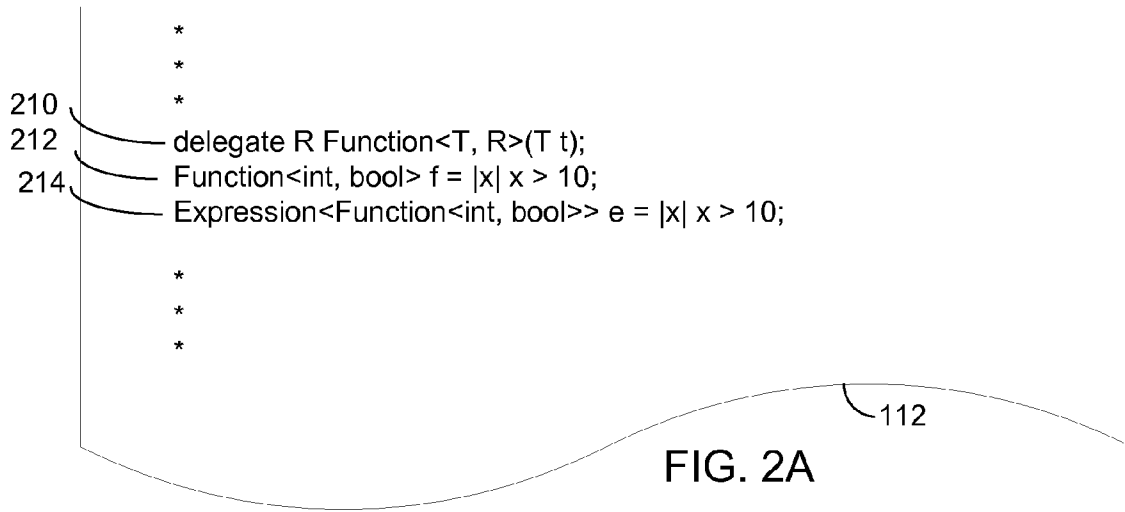 *
*
*
210
delegate R Function<T, R>(T t);
212
Function<int, bool> f = |x| x > 10;
214
Expression<Function<int, bool>> e = |x| x > 10;
*
*
*
112
FIG. 2A